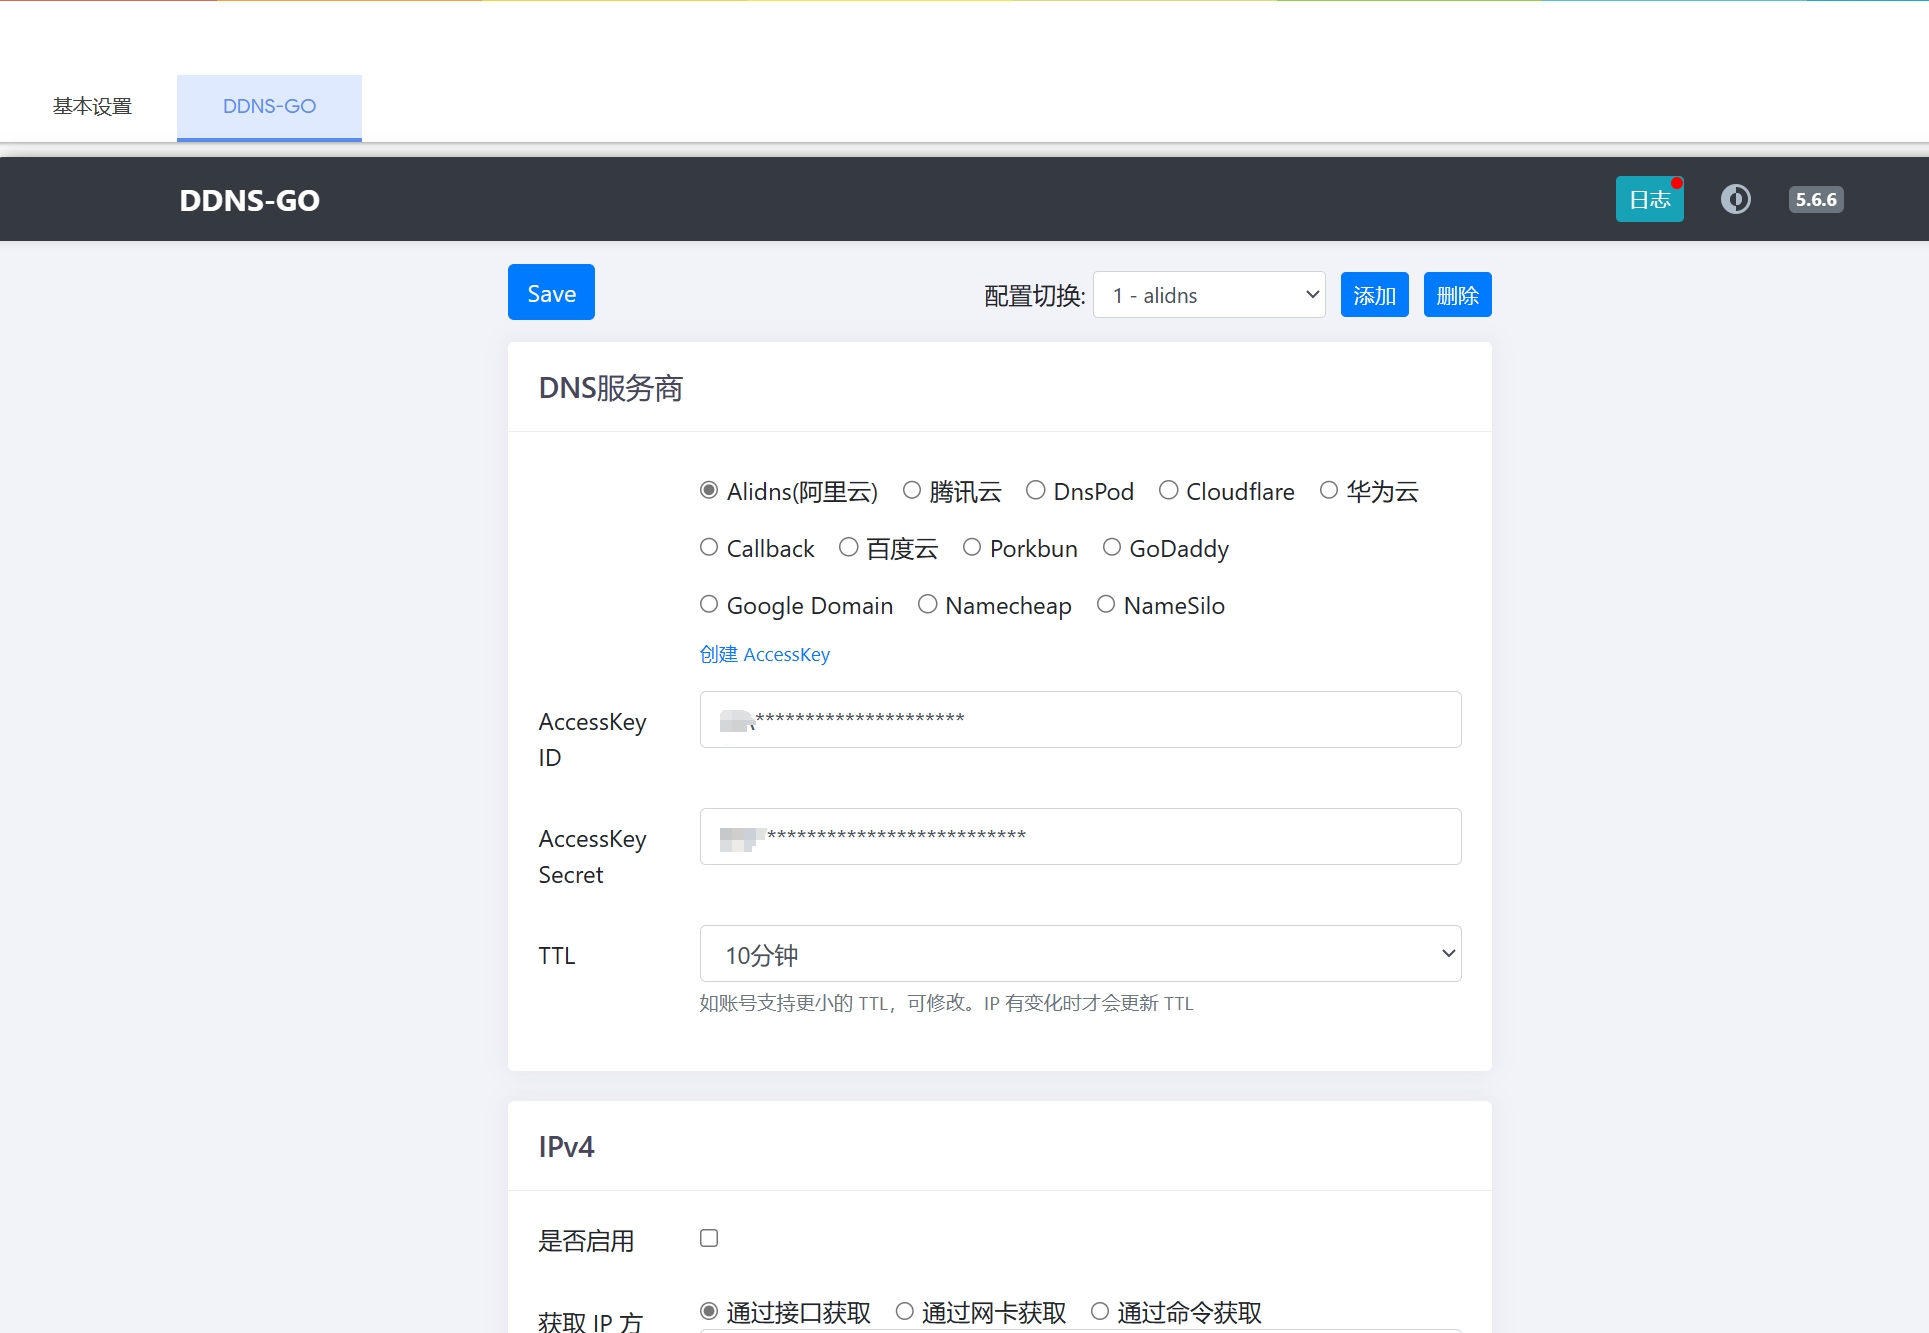 基本设置
DDNS-GO
DDNS-GO
日志
5.6.6
Save
配置切换:
1 - alidns
添加
删除
DNS服务商
Alidns(阿里云) 腾讯云 DnsPod Cloudflare 华为云
Callback 百度云 Porkbun GoDaddy
Google Domain Namecheap NameSilo
创建 AccessKey
AccessKey
ID
*********************
AccessKey
Secret
**************************
TTL
10分钟
如账号支持更小的 TTL，可修改。IP 有变化时才会更新 TTL
IPv4
是否启用
获取 IP 方
通过接口获取 通过网卡获取 通过命令获取